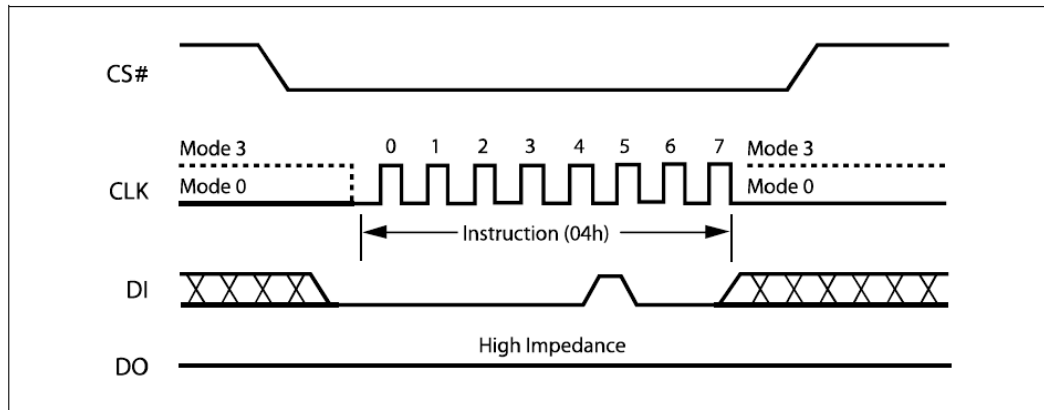 CS#
0 1 2 3 4 5 6 7
Mode 3 Mode 3
Mode 0 Mode 0
CLK
Instruction (04h)
DI
High Impedance
DO